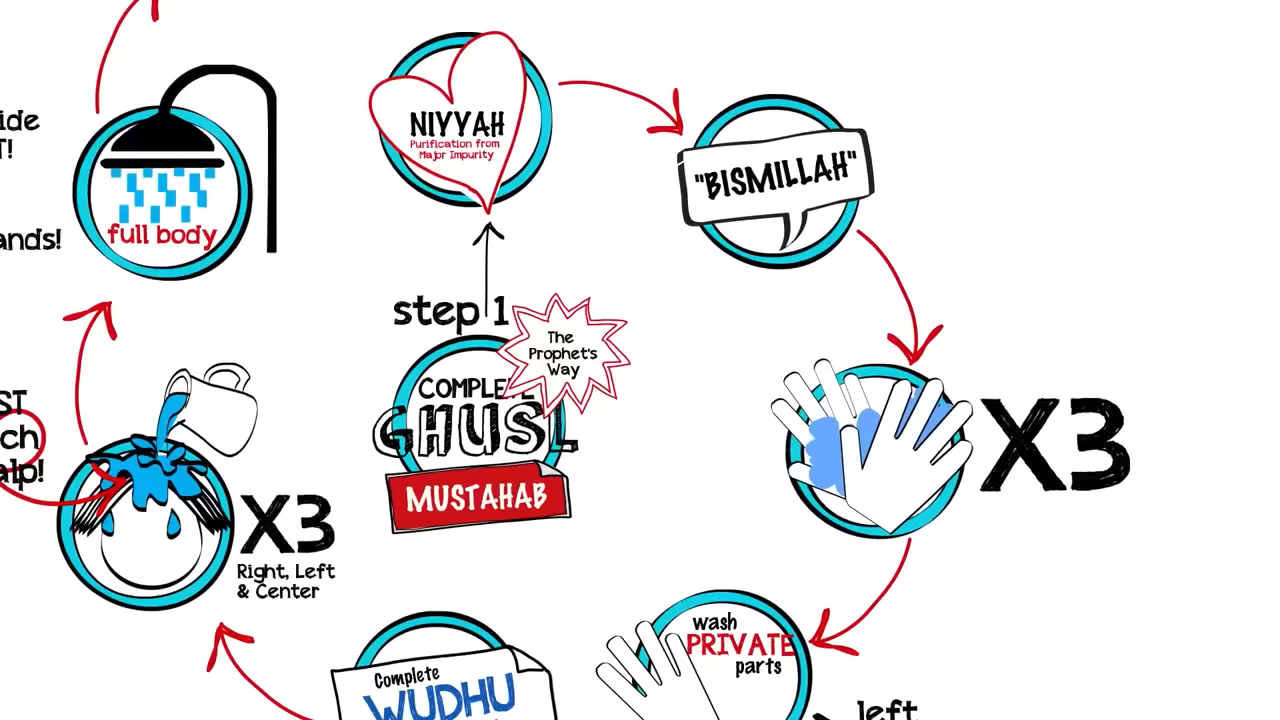 NIYYAH
Purification from
Major Impurity
"BISMILLAH"
X3
wash
PRIVATE
parts
left
Complete
WUDHU
X3
Right, Left
& Center
full body
step 1
The
Prophet's
Way
COMPLETE
GHUSL
MUSTAHAB